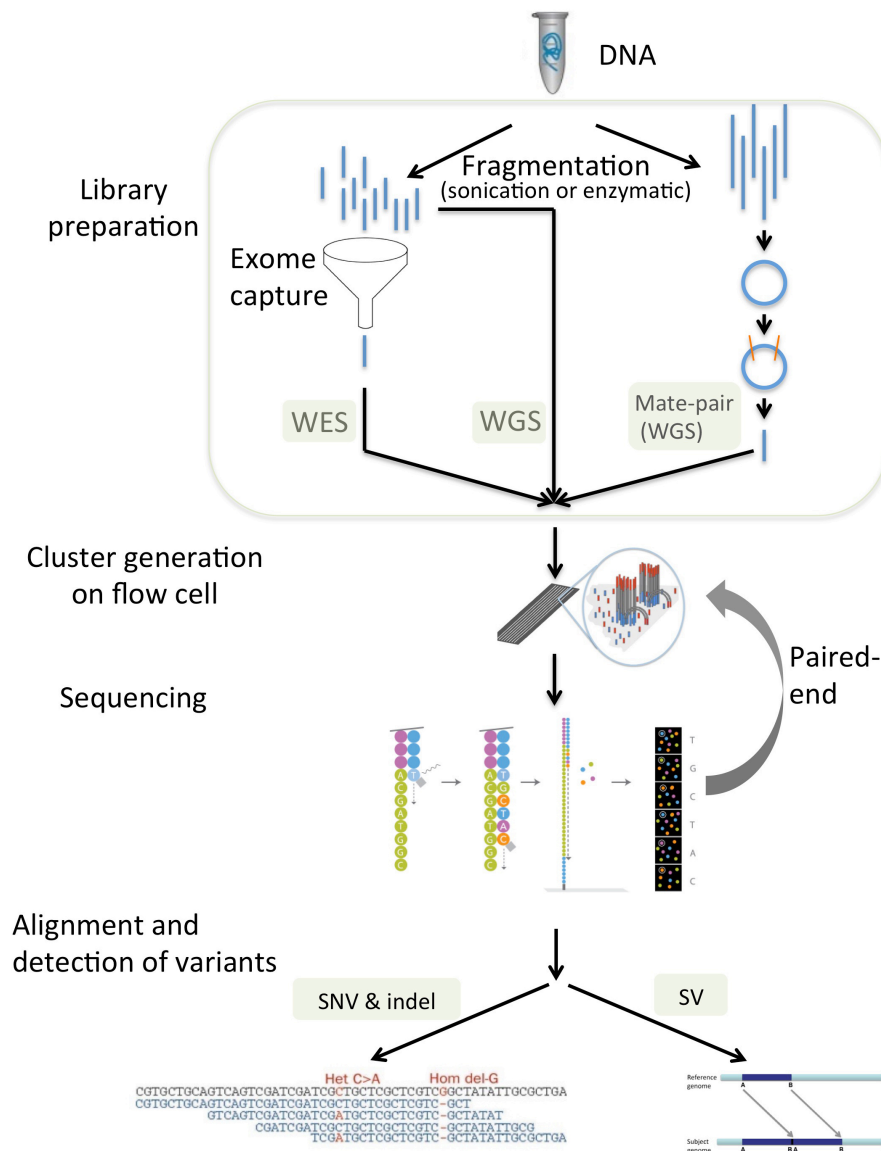 DNA
Library
preparation
Fragmentation
(sonication or enzymatic)
Exome
capture
WES
WGS
Mate-pair
(WGS)
Cluster generation
on flow cell
Sequencing
Paired-
end
A T
C
G
A
T
G
G
C
A T
C G
G C
A T
T A
G C
G
C
T
G
C
T
A
C
Alignment and
detection of variants
SNV & indel
SV
Het C>A Hom del-G
CGTGCTGCAGTCAGTCGATCGATCGCTGCTCGCTCGTCGGCTATATTGCGCTGA
CGTGCTGCAGTCAGTCGATCGATCGCTGCTCGCTCGTC-GCT
GTCAGTCGATCGATCGATGCTCGCTCGTC-GCTATAT
CGATCGATCGCTGCTCGCTCGTC-GCTATATTGCG
TCGATGCTCGCTCGTC-GCTATATTGCGCTGA
Reference
genome
A B
Subject
genome
B A B